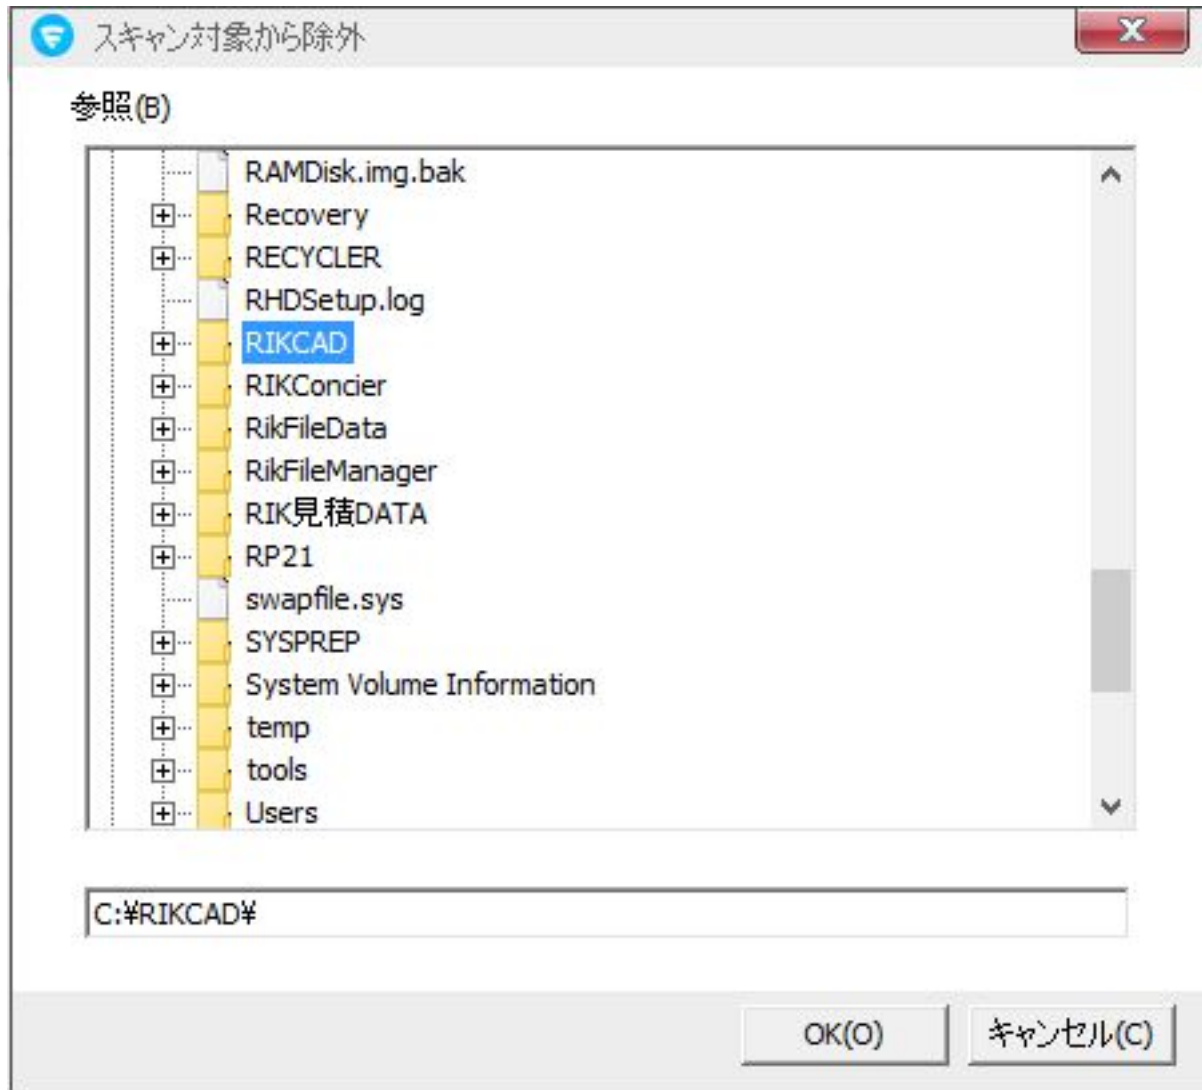 スキャン対象から除外
参照(B)
RAMDisk.img.bak
Recovery
RECYCLER
RHDSetup.log
RIKCAD
RIKConcier
RikFileData
RikFileManager
RIK見積DATA
RP21
swapfile.sys
SYSPREP
System Volume Information
temp
tools
Users
C:¥RIKCAD¥
OK(O) キャンセル(C)